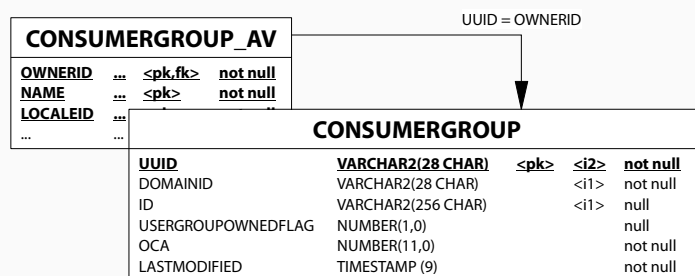 UUID = OWNERID
CONSUMERGROUP_AV
OWNERID ... <pk,fk> not null
NAME ... <pk> not null
LOCALEID ...
... ...
CONSUMERGROUP
UUID VARCHAR2(28 CHAR) <pk> <i2> not null
DOMAINID VARCHAR2(28 CHAR) <i1> not null
ID VARCHAR2(256 CHAR) <i1> null
USERGROUPOWNEDFLAG NUMBER(1,0) null
OCA NUMBER(11,0) not null
LASTMODIFIED TIMESTAMP (9) not null